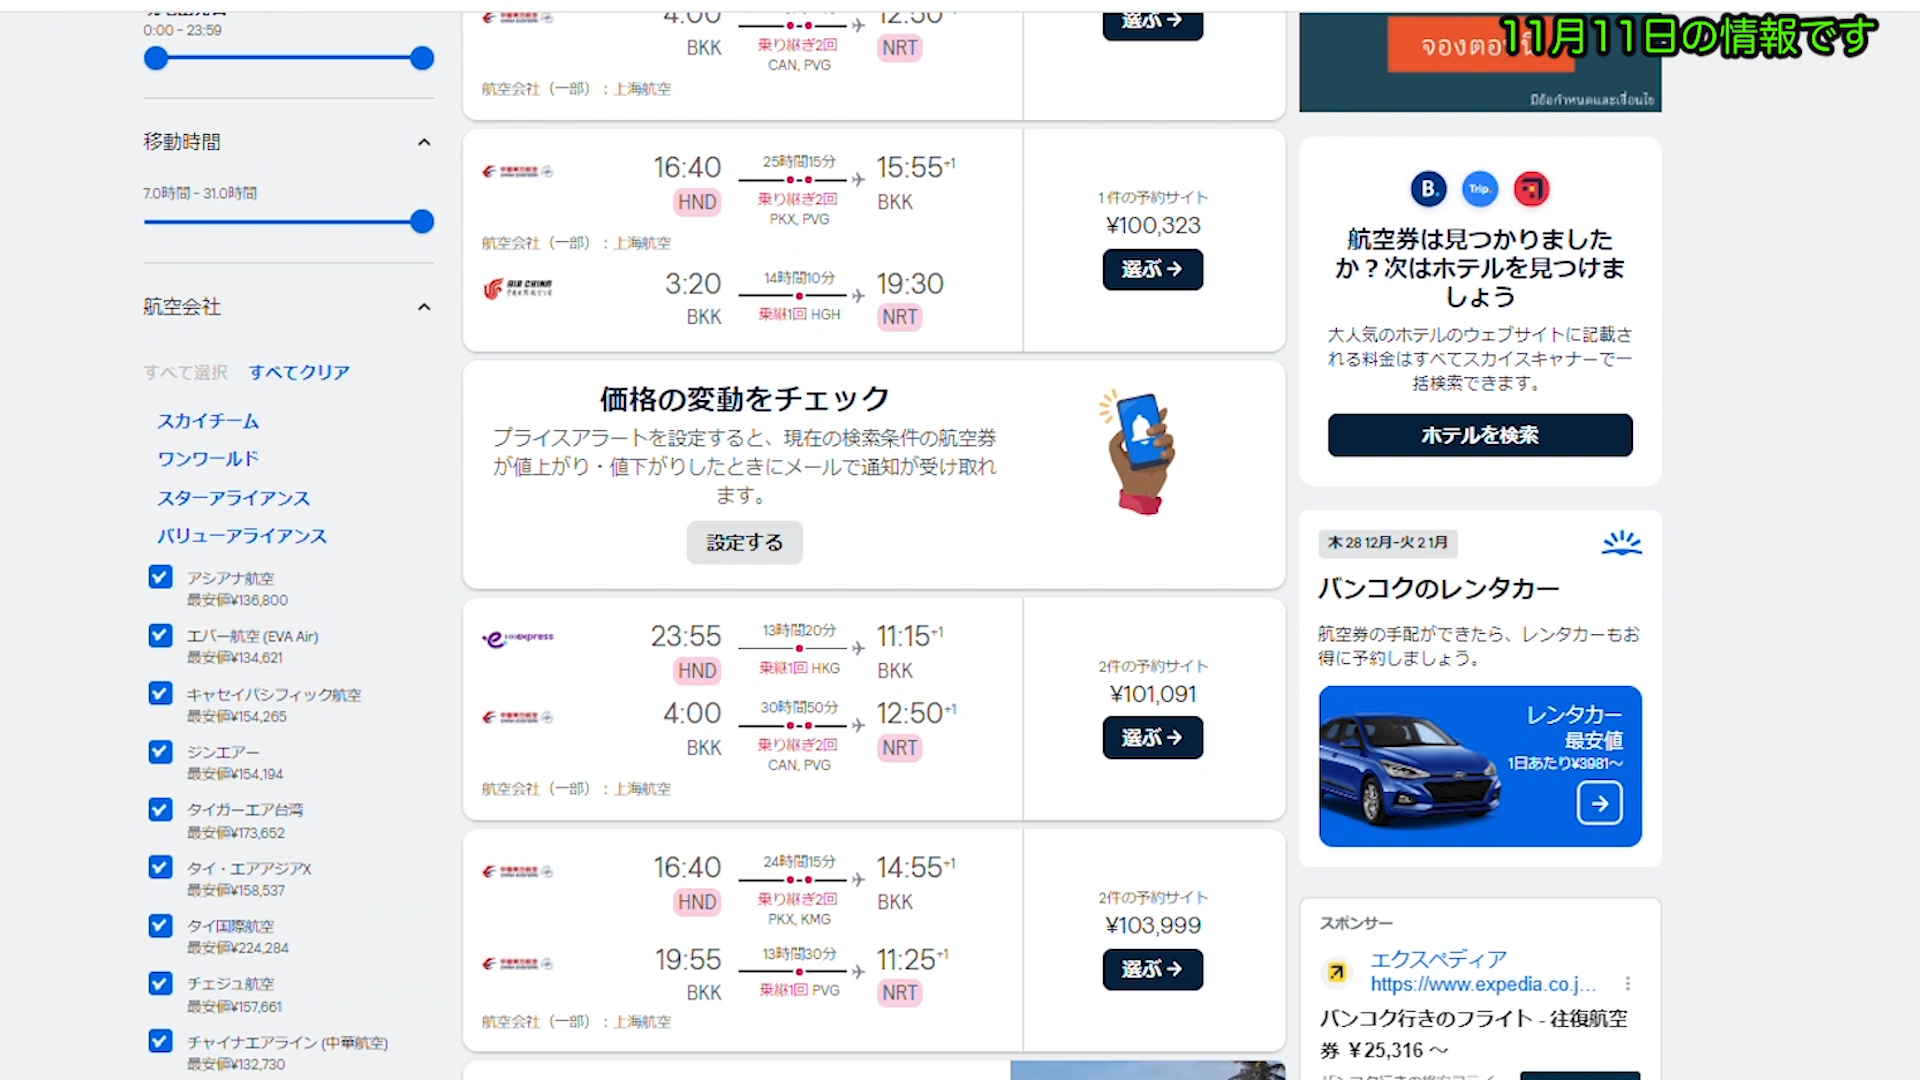 11月11日の情報です
0:00 - 23:59
移動時間
7.0時間 - 31.0時間
航空会社
すべて選択 すべてクリア
スカイチーム
ワンワールド
スターアライアンス
バリューアライアンス
アシアナ航空
最安値¥136,800
エバー航空 (EVA Air)
最安値¥134,621
キャセイパシフィック航空
最安値¥154,265
ジンエアー
最安値¥154,194
タイガーエア台湾
最安値¥173,652
タイ・エアアジアX
最安値¥158,537
タイ国際航空
最安値¥224,284
チェジュ航空
最安値¥157,661
チャイナエアライン (中華航空)
最安値¥132,730
4:00 12:50+1
BKK 乗り継ぎ2回 NRT
CAN, PVG
航空会社（一部）：上海航空
選ぶ→
16:40 25時間15分 15:55+1
HND 乗り継ぎ2回 BKK
PKX, PVG
航空会社（一部）：上海航空
AIR CHINA
3:20 14時間10分 19:30
BKK 乗継1回 HGH NRT
1件の予約サイト
¥100,323
選ぶ→
価格の変動をチェック
プライスアラートを設定すると、現在の検索条件の航空券
が値上がり・値下がりしたときにメールで通知が受け取れ
ます。
設定する
HK express
23:55 13時間20分 11:15+1
HND 乗継1回 HKG BKK
4:00 30時間50分 12:50+1
BKK 乗り継ぎ2回 NRT
CAN, PVG
航空会社（一部）：上海航空
2件の予約サイト
¥101,091
選ぶ→
16:40 24時間15分 14:55+1
HND 乗り継ぎ2回 BKK
PKX, KMG
19:55 13時間30分 11:25+1
BKK 乗継1回 PVG NRT
航空会社（一部）：上海航空
2件の予約サイト
¥103,999
選ぶ→
มีข้อกำหนดและเงื่อนไข
B. Trip.
航空券は見つかりました
か？次はホテルを見つけま
しょう
大人気のホテルのウェブサイトに記載さ
れる料金はすべてスカイスキャナーで一
括検索できます。
ホテルを検索
木 28 12月-火 2 1月
バンコクのレンタカー
航空券の手配ができたら、レンタカーもお
得に予約しましょう。
レンタカー
最安値
1日あたり¥3981～
スポンサー
エクスペディア
https://www.expedia.co.j...
バンコク行きのフライト - 往復航空
券 ￥25,316 ～